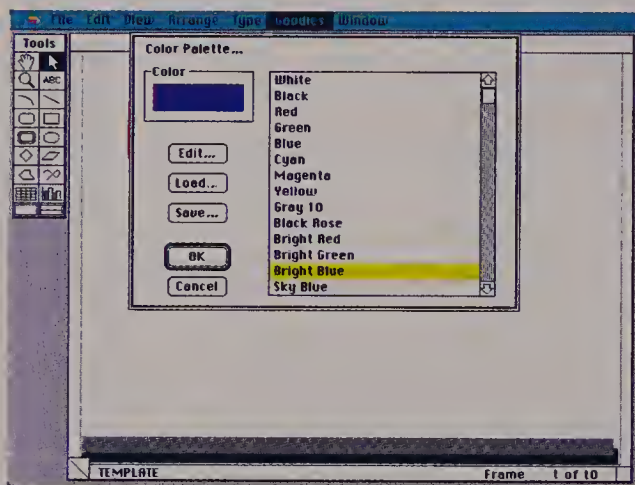 File Edit View Arrange Type Goodies Window
Tools
ABC
Color Palette...
Color
Edit...
Load...
Save...
OK
Cancel
White
Black
Red
Green
Blue
Cyan
Magenta
Yellow
Gray 10
Black Rose
Bright Red
Bright Green
Bright Blue
Sky Blue
TEMPLATE
Frame 1 of 10